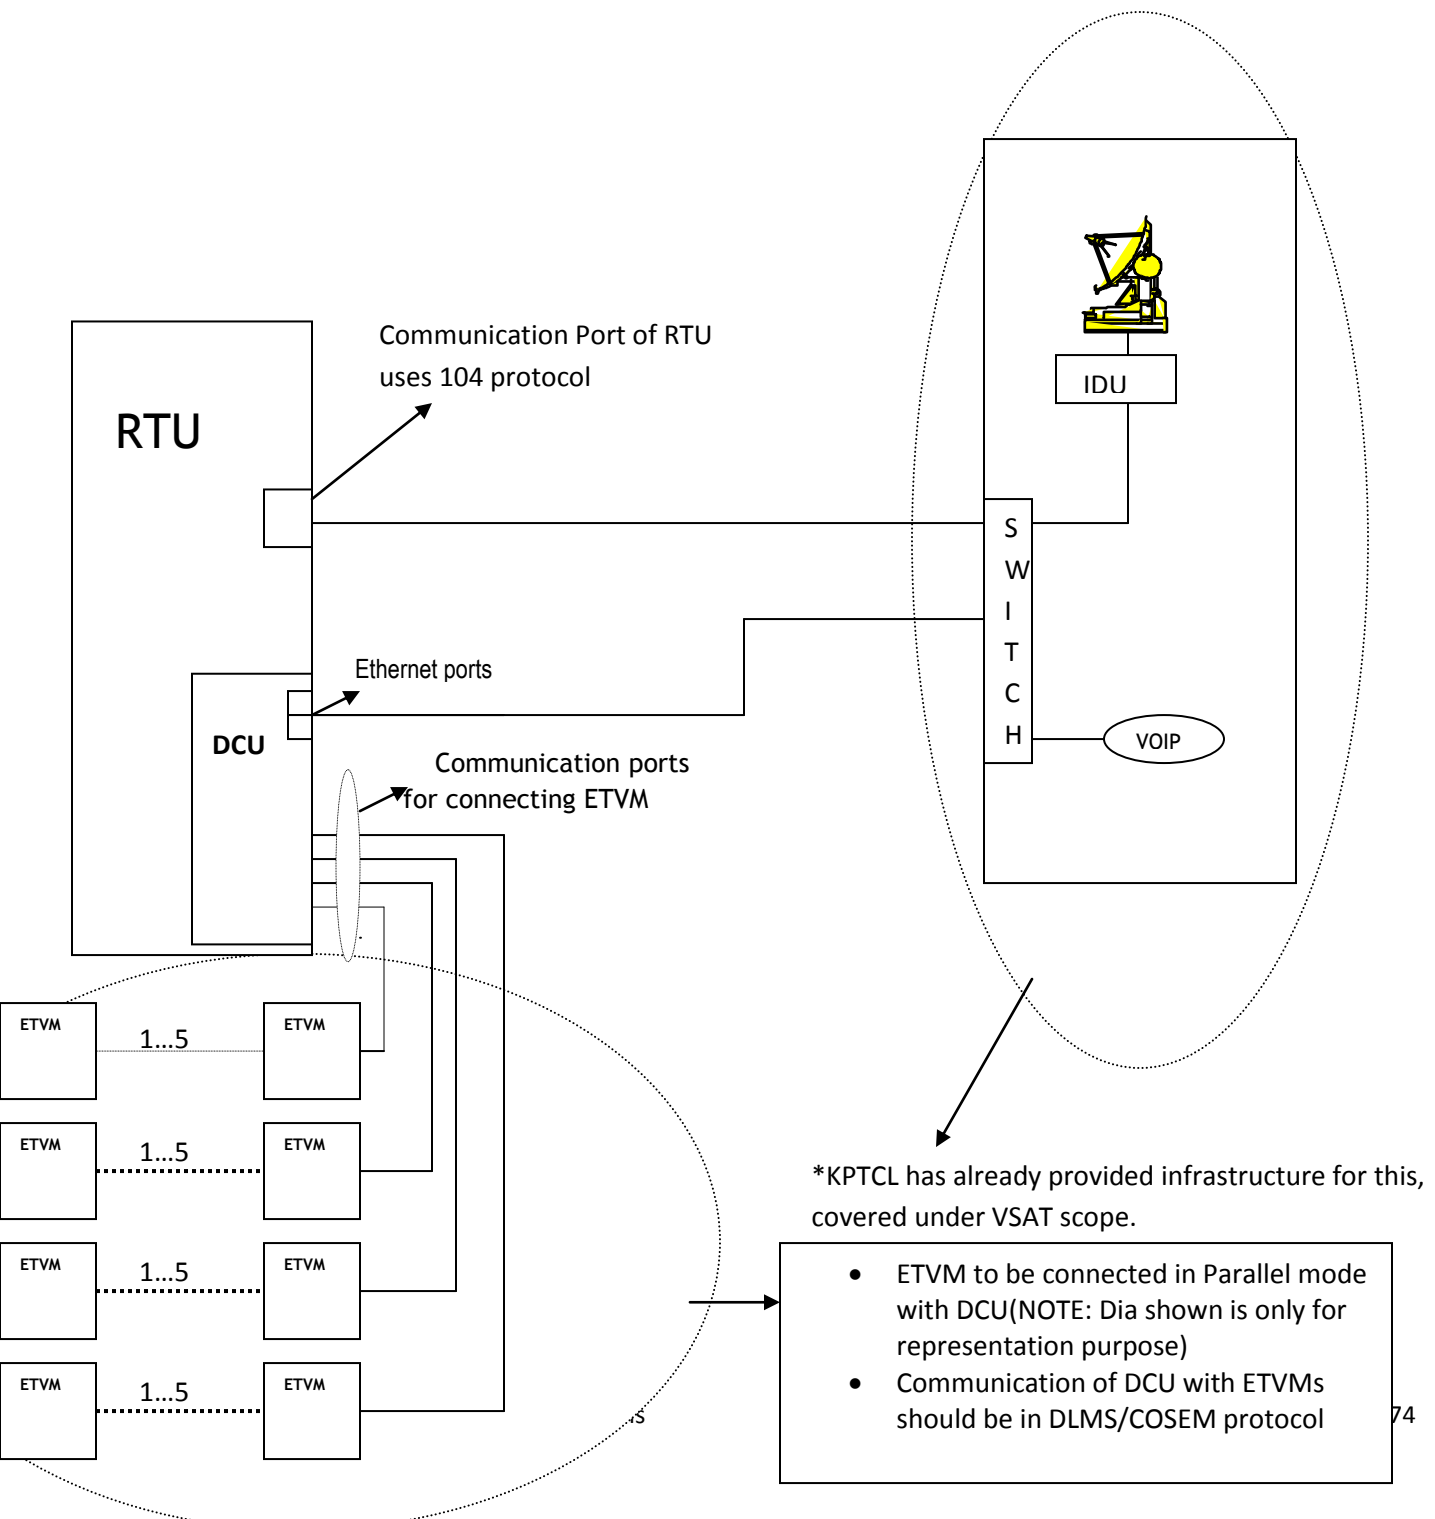 Communication Port of RTU
uses 104 protocol
RTU
IDU
S
W
I
T
C
H
Ethernet ports
DCU
VOIP
Communication ports
for connecting ETVM
ETVM
1...5
ETVM
ETVM
1...5
ETVM
*KPTCL has already provided infrastructure for this,
covered under VSAT scope.
ETVM
1...5
ETVM
• ETVM to be connected in Parallel mode
with DCU(NOTE: Dia shown is only for
representation purpose)
• Communication of DCU with ETVMs
should be in DLMS/COSEM protocol
ETVM
1...5
ETVM
74